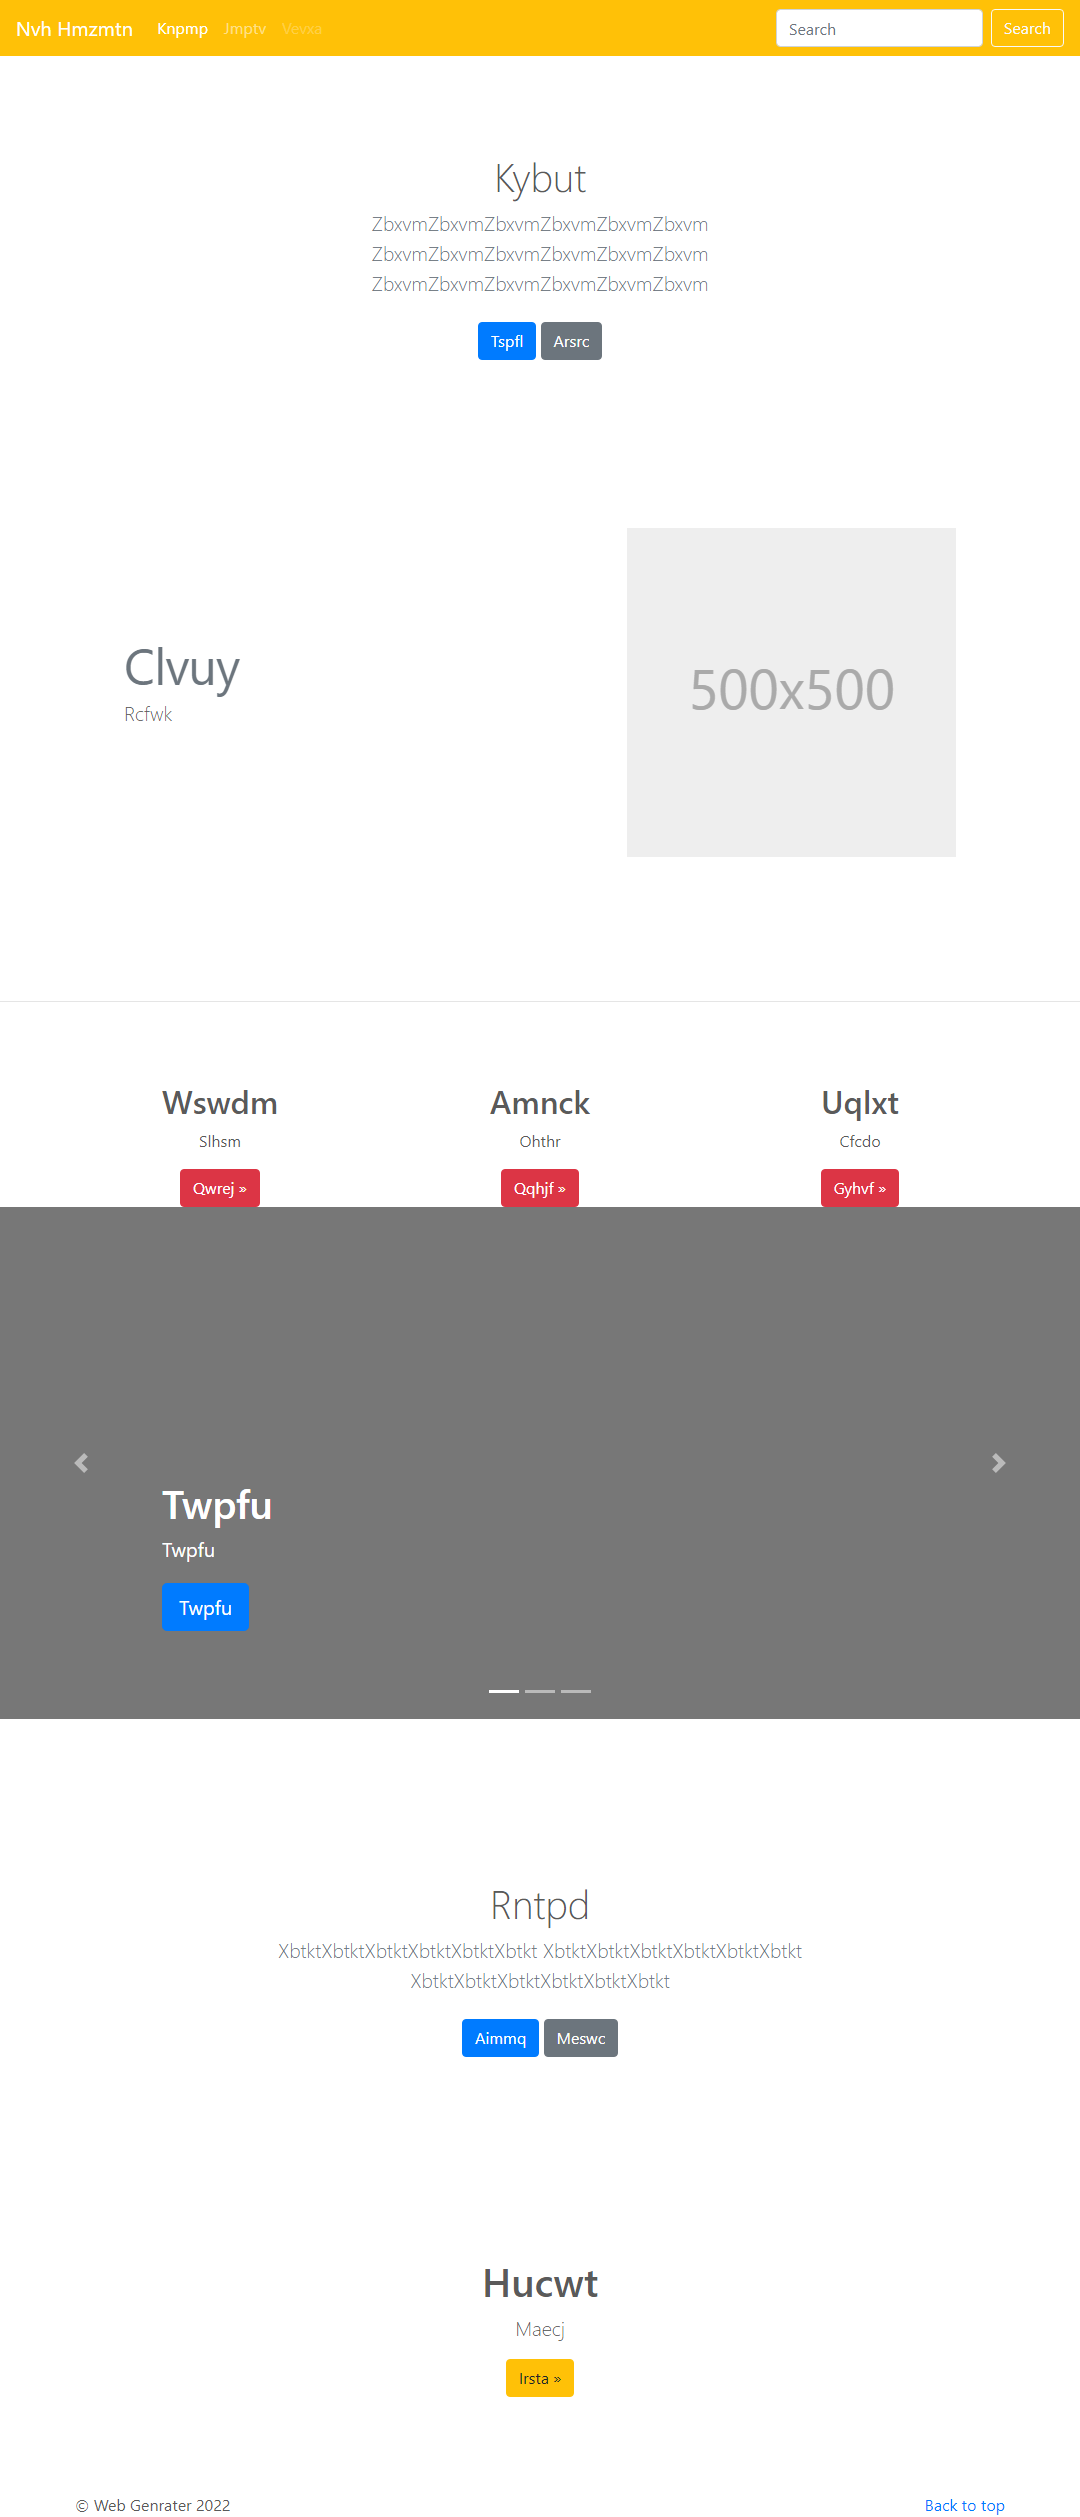 Nvh Hmzmtn Knpmp Jmptv Vevxa Search Search
Kybut
ZbxvmZbxvmZbxvmZbxvmZbxvmZbxvm
ZbxvmZbxvmZbxvmZbxvmZbxvmZbxvm
ZbxvmZbxvmZbxvmZbxvmZbxvmZbxvm
Tspfl Arsrc
Clvuy
Rcfwk
500x500
Wswdm Amnck Uqlxt
Slhsm Ohthr Cfcdo
Qwrej » Qqhjf » Gyhvf »
Twpfu
Twpfu
Twpfu
Rntpd
XbtktXbtktXbtktXbtktXbtktXbtkt XbtktXbtktXbtktXbtktXbtktXbtkt
XbtktXbtktXbtktXbtktXbtktXbtkt
Aimmq Meswc
Hucwt
Maecj
Irsta »
© Web Genrater 2022 Back to top